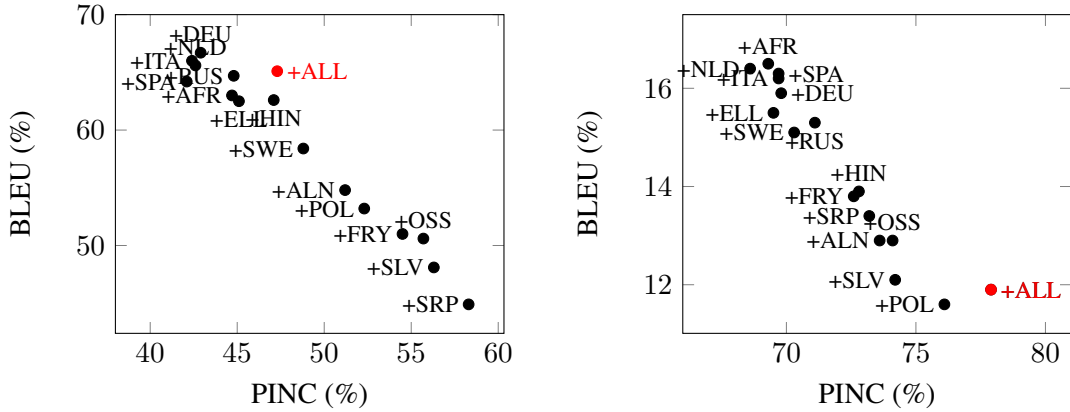 70
60
50
BLEU (%)
+DEU
+NLD
+ITA
+RUS
+SPA
+AFR
+ELL
+HIN
+ALL
+SWE
+ALN
+POL
+OSS
+FRY
+SLV
+SRP
40 45 50 55 60
PINC (%)
16
14
12
BLEU (%)
+AFR
+NLD
+ITA
+SPA
+DEU
+ELL
+SWE
+RUS
+HIN
+FRY
+SRP
+OSS
+ALN
+SLV
+POL
+ALL
70 75 80
PINC (%)